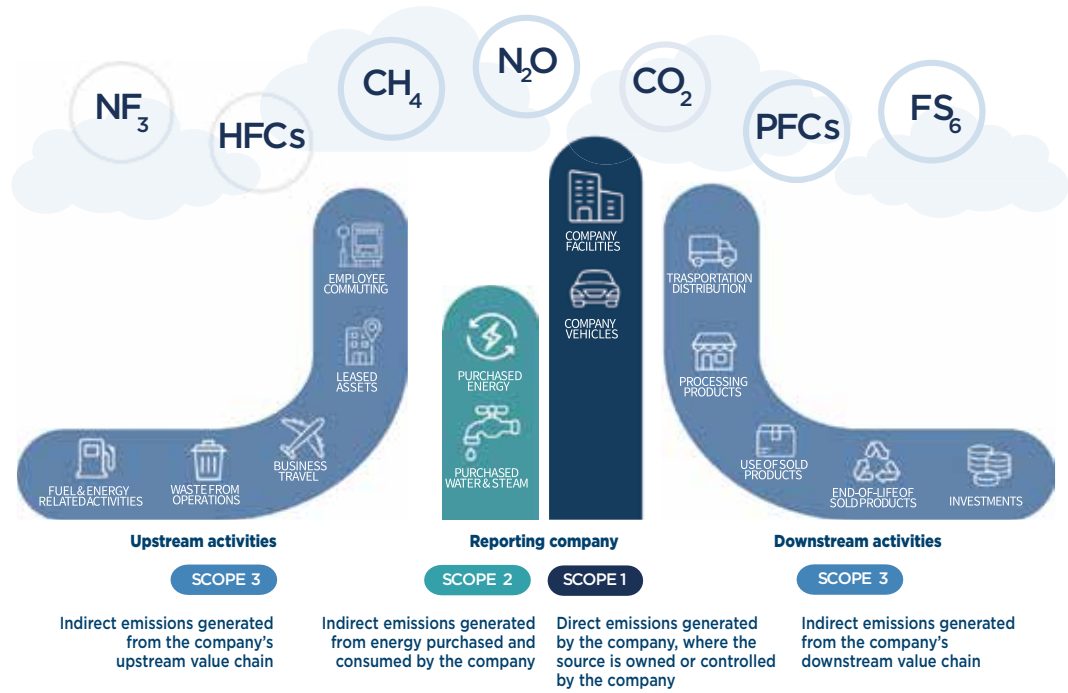 NF3
HFCs
CH4
N2O
CO2
PFCs
FS6
EMPLOYEE
COMMUTING
LEASED
ASSETS
BUSINESS
TRAVEL
WASTE FROM
OPERATIONS
FUEL & ENERGY
RELATED ACTIVITIES
PURCHASED
ENERGY
PURCHASED
WATER & STEAM
COMPANY
FACILITIES
COMPANY
VEHICLES
TRASPORTATION
DISTRIBUTION
PROCESSING
PRODUCTS
USE OF SOLD
PRODUCTS
END-OF-LIFE OF
SOLD PRODUCTS
INVESTMENTS
Upstream activities
SCOPE 3
Indirect emissions generated
from the company's
upstream value chain
Reporting company
SCOPE 2
Indirect emissions generated
from energy purchased and
consumed by the company
SCOPE 1
Direct emissions generated
by the company, where the
source is owned or controlled
by the company
Downstream activities
SCOPE 3
Indirect emissions generated
from the company's
downstream value chain